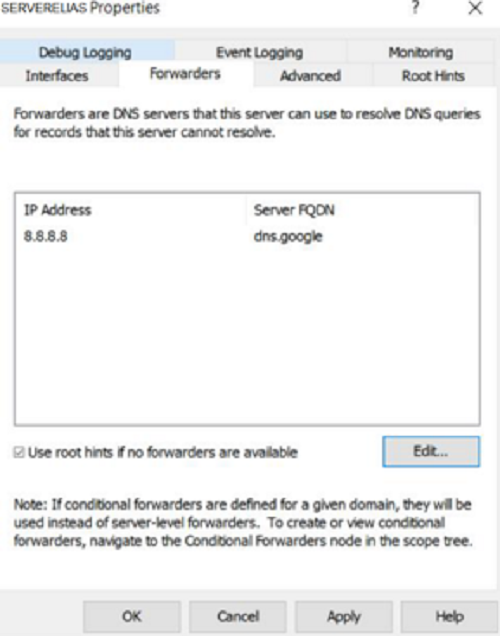 SERVERELIAS Properties
Debug Logging Event Logging Monitoring
Interfaces Forwarders Advanced Root Hints
Forwarders are DNS servers that this server can use to resolve DNS queries
for records that this server cannot resolve.
IP Address Server FQDN
8.8.8.8 dns.google
Use root hints if no forwarders are available Edit...
Note: If conditional forwarders are defined for a given domain, they will be
used instead of server-level forwarders. To create or view conditional
forwarders, navigate to the Conditional Forwarders node in the scope tree.
OK Cancel Apply Help